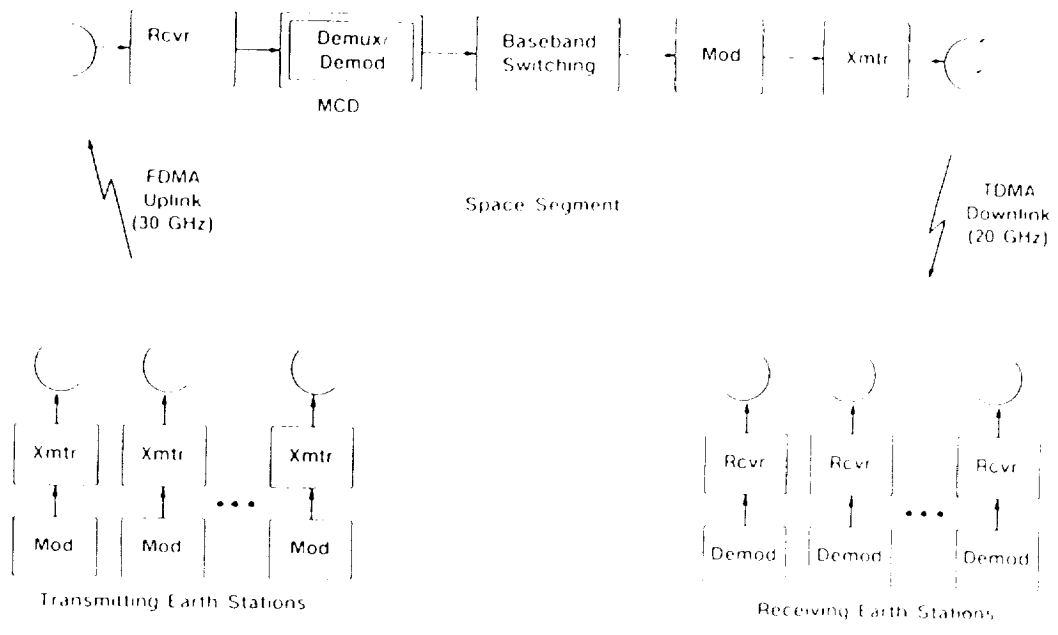 Rcvr
Demux/
Demod
MCD
Baseband
Switching
Mod
Xmtr
FDMA
Uplink
(30 GHz)
Space Segment
TDMA
Downlink
(20 GHz)
Xmtr
Xmtr
Xmtr
Mod
Mod
Mod
Transmitting Earth Stations
Rcvr
Rcvr
Rcvr
Demod
Demod
Demod
Receiving Earth Stations